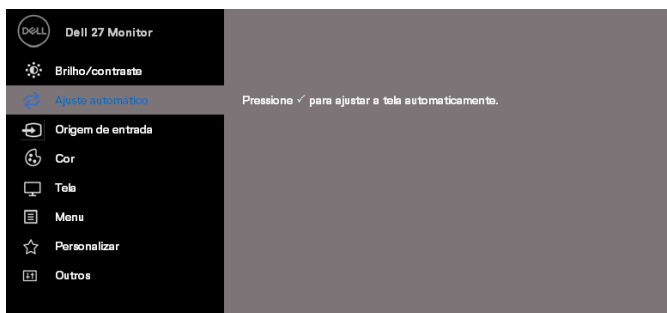 DELL
Dell 27 Monitor
Brilho/contraste
Ajuste automático
Pressione ✓ para ajustar a tela automaticamente.
Origem de entrada
Cor
Tela
Menu
Personalizar
Outros